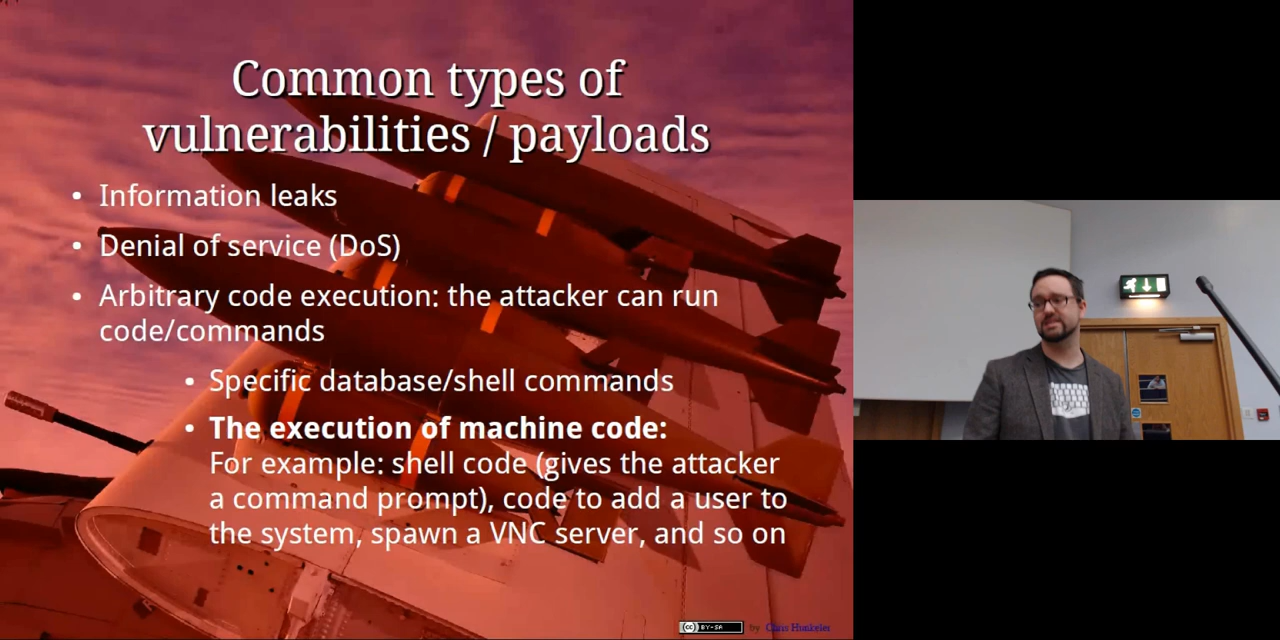 Common types of
vulnerabilities / payloads
• Information leaks
• Denial of service (DoS)
• Arbitrary code execution: the attacker can run
code/commands
• Specific database/shell commands
• The execution of machine code:
For example: shell code (gives the attacker
a command prompt), code to add a user to
the system, spawn a VNC server, and so on
cc BY-SA by Chris Hunkeler